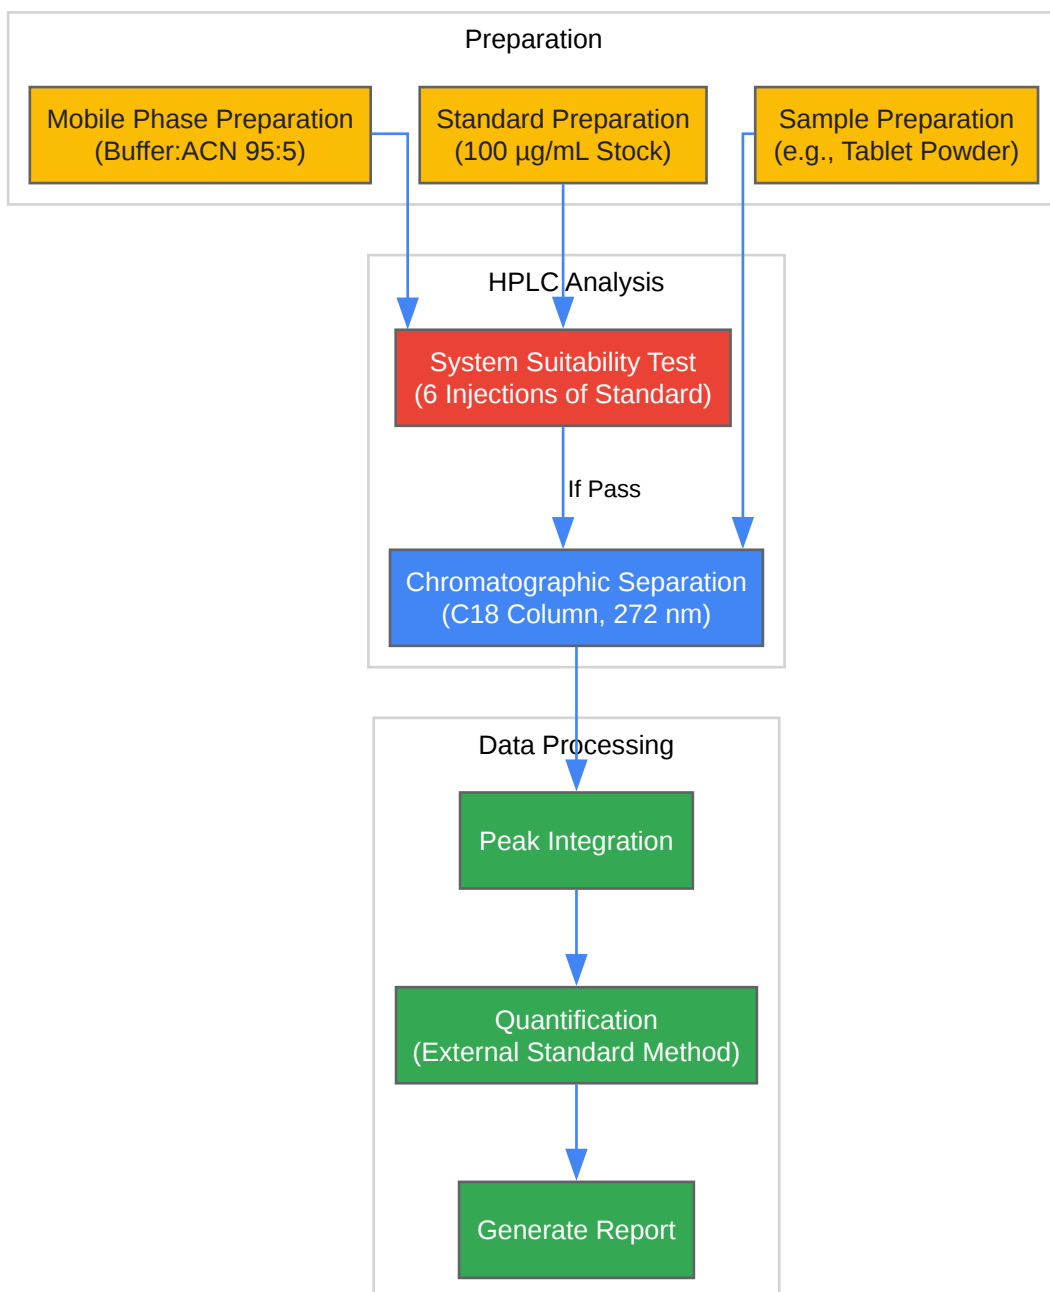 Preparation
Mobile Phase Preparation
(Buffer:ACN 95:5)
Standard Preparation
(100 µg/mL Stock)
Sample Preparation
(e.g., Tablet Powder)
HPLC Analysis
System Suitability Test
(6 Injections of Standard)
If Pass
Chromatographic Separation
(C18 Column, 272 nm)
Data Processing
Peak Integration
Quantification
(External Standard Method)
Generate Report